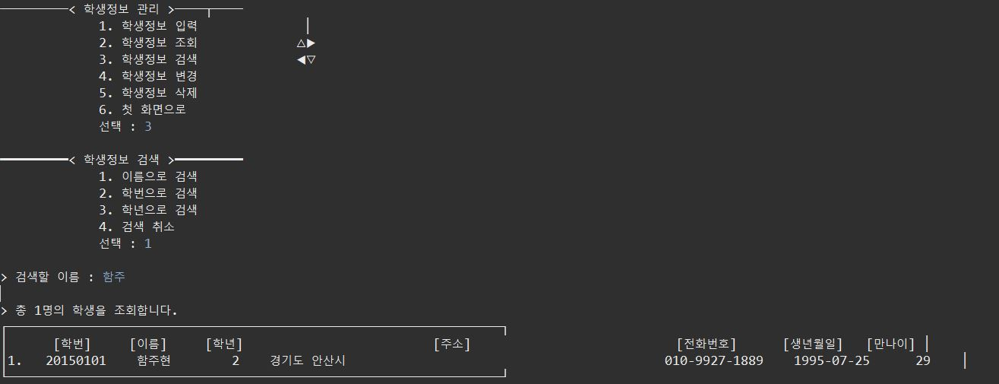 < 학생정보 관리 >
1. 학생정보 입력
2. 학생정보 조회 △▶
3. 학생정보 검색 ◀▽
4. 학생정보 변경
5. 학생정보 삭제
6. 첫 화면으로
선택 : 3
< 학생정보 검색 >
1. 이름으로 검색
2. 학번으로 검색
3. 학년으로 검색
4. 검색 취소
선택 : 1
> 검색할 이름 : 함주
> 총 1명의 학생을 조회합니다.
[학번] [이름] [학년] [주소] [전화번호] [생년월일] [만나이]
1. 20150101 함주현 2 경기도 안산시 010-9927-1889 1995-07-25 29